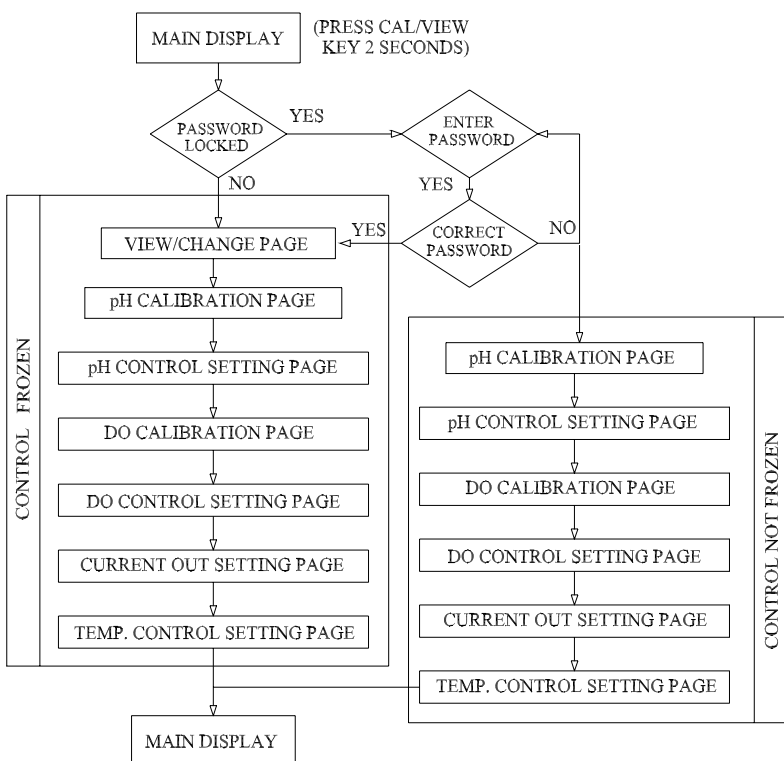 MAIN DISPLAY
(PRESS CAL/VIEW
KEY 2 SECONDS)
PASSWORD
LOCKED
YES
ENTER
PASSWORD
NO
YES
CORRECT
PASSWORD
YES
NO
CONTROL FROZEN
VIEW/CHANGE PAGE
pH CALIBRATION PAGE
pH CONTROL SETTING PAGE
DO CALIBRATION PAGE
DO CONTROL SETTING PAGE
CURRENT OUT SETTING PAGE
TEMP. CONTROL SETTING PAGE
pH CALIBRATION PAGE
pH CONTROL SETTING PAGE
DO CALIBRATION PAGE
DO CONTROL SETTING PAGE
CURRENT OUT SETTING PAGE
TEMP. CONTROL SETTING PAGE
CONTROL NOT FROZEN
MAIN DISPLAY